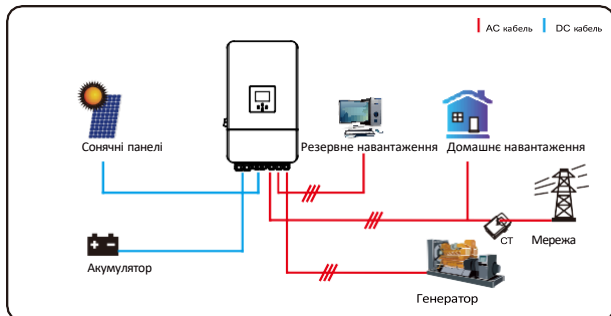 АС кабель DC кабель
Сонячні панелі
Резервне навантаження
Домашнє навантаження
СТ
Мережа
Акумулятор
Генератор